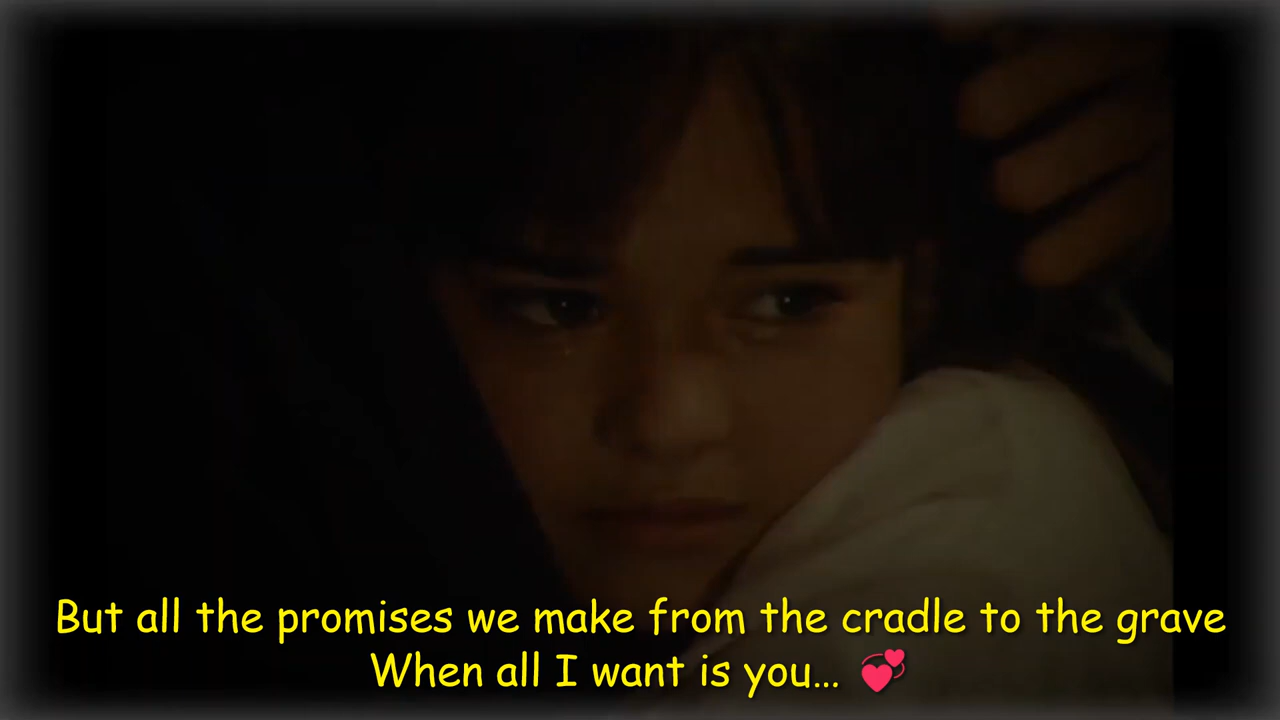 But all the promises we make from the cradle to the grave
When all I want is you... 💞